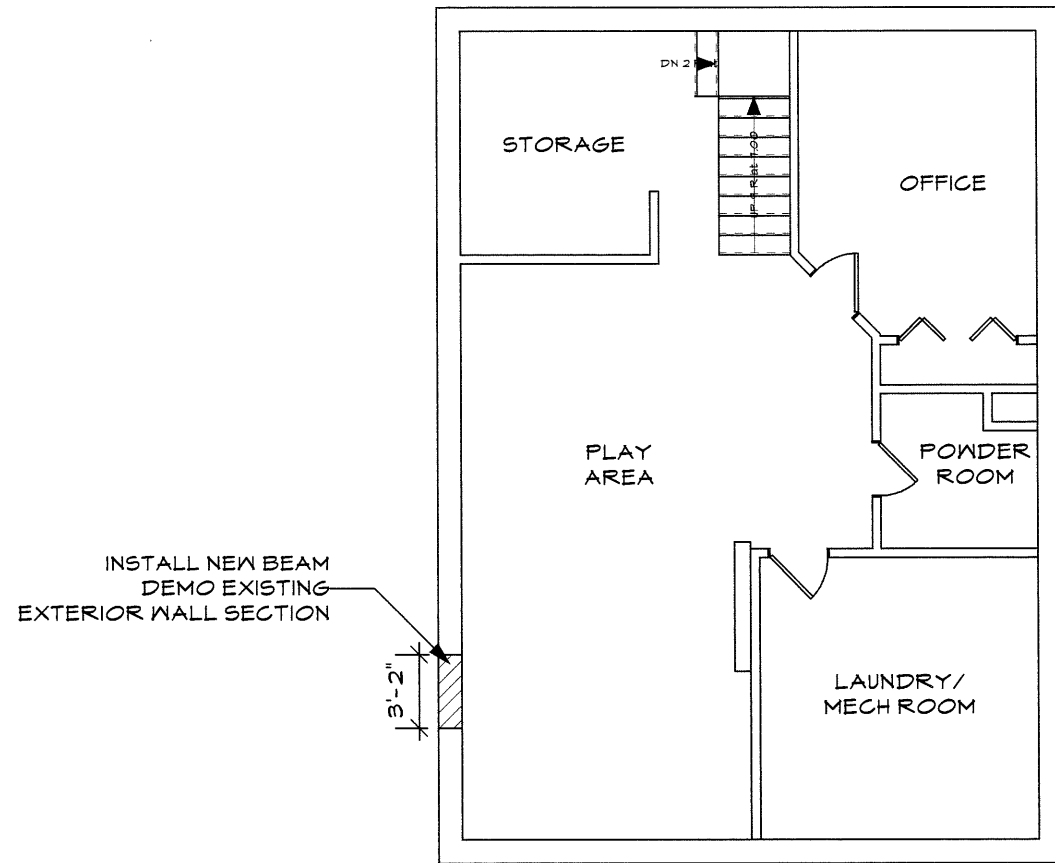 DN 2
STORAGE
OFFICE
PLAY
AREA
POWDER
ROOM
INSTALL NEW BEAM
DEMO EXISTING
EXTERIOR WALL SECTION
3'-2"
LAUNDRY/
MECH ROOM